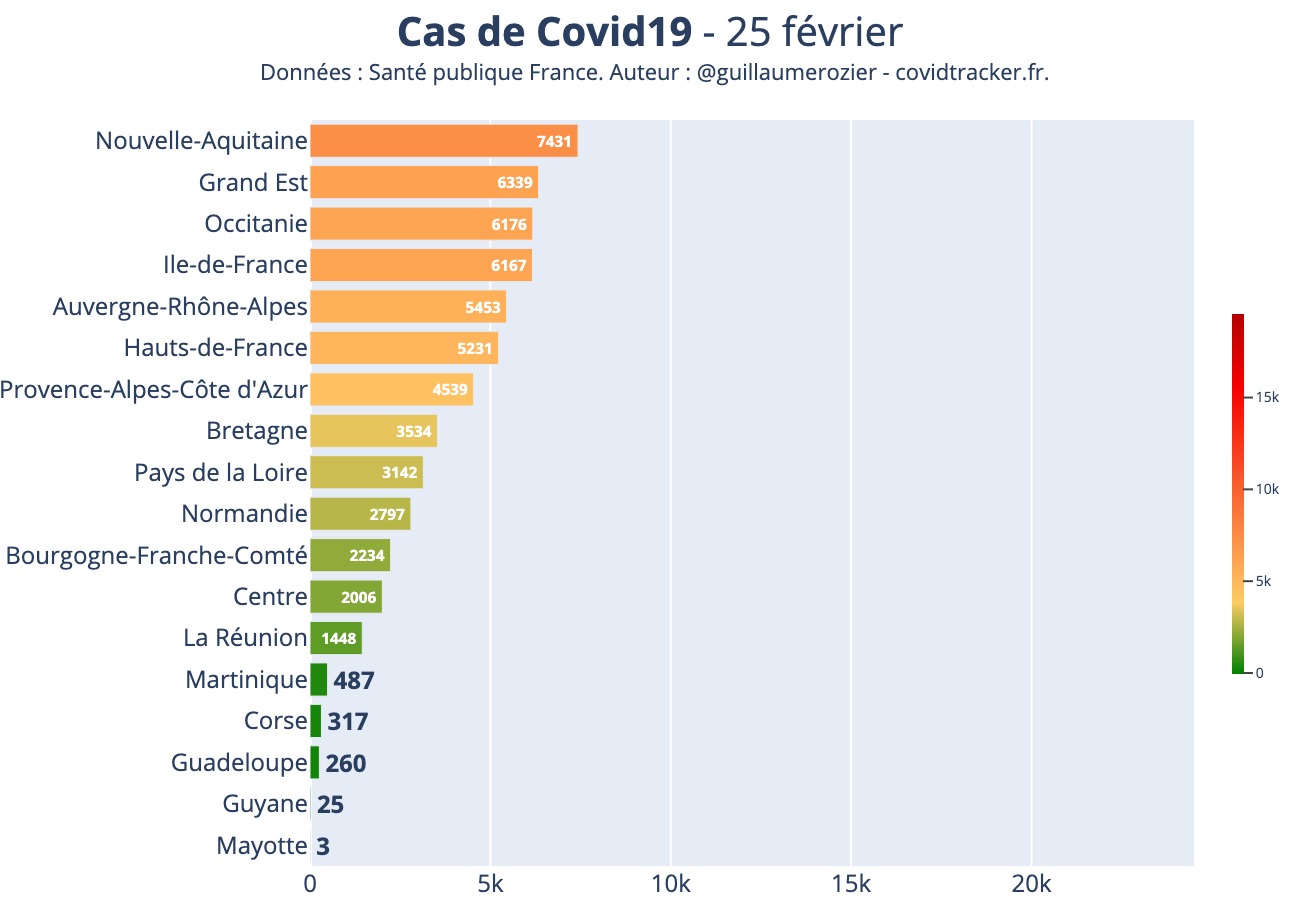 Cas de Covid19 - 25 février
Données : Santé publique France. Auteur : @guillaumerozier - covidtracker.fr.
Nouvelle-Aquitaine 7431
Grand Est 6339
Occitanie 6176
Ile-de-France 6167
Auvergne-Rhône-Alpes 5453
Hauts-de-France 5231
Provence-Alpes-Côte d'Azur 4539
Bretagne 3534
Pays de la Loire 3142
Normandie 2797
Bourgogne-Franche-Comté 2234
Centre 2006
La Réunion 1448
Martinique 487
Corse 317
Guadeloupe 260
Guyane 25
Mayotte 3
0 5k 10k 15k 20k
15k
10k
5k
0